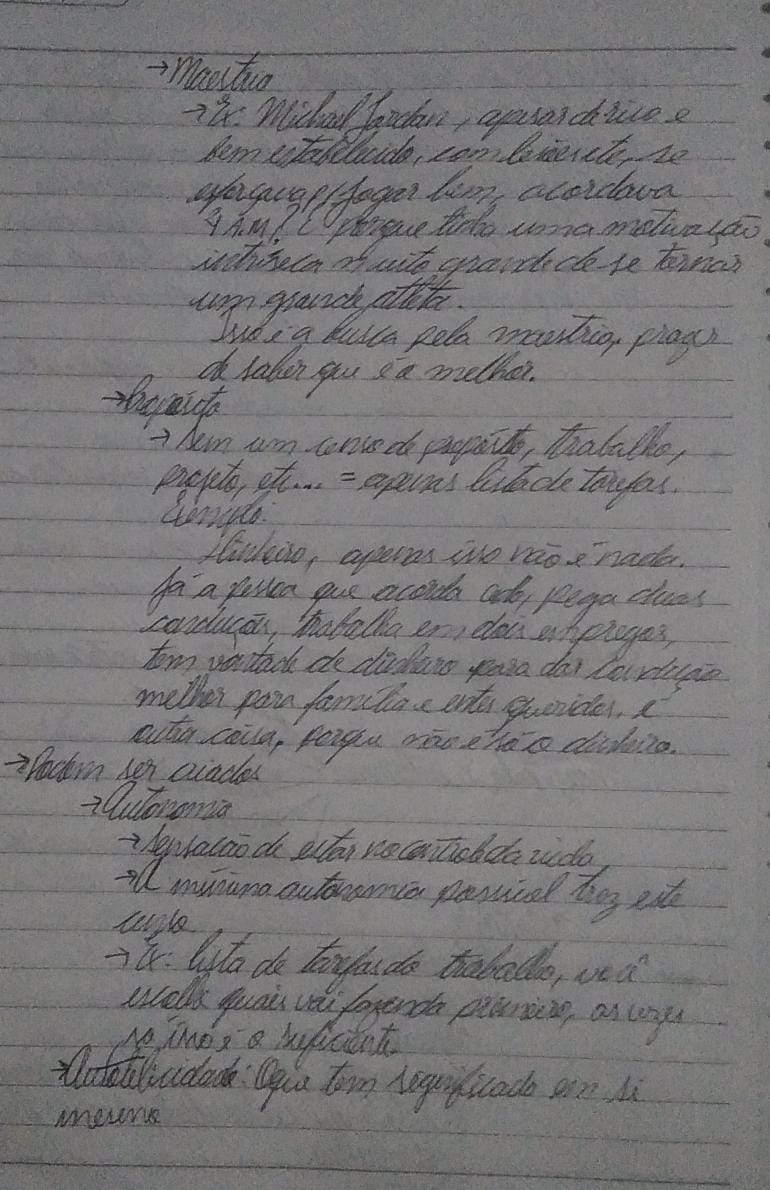 → Maestria
→ Ex: Michael Jordan, apesar de rico e
bem estabelecido, com, se
esforçava p/ jogar bem, acordava
4 A.M.? É porque tinha uma motivação
intríseca muito grande de se tornar
um grande atleta.
Isso é a busca pela maestria, prazer
de saber que é o melhor.
→ Propósito
→ Sem um censo de propósito, trabalho,
projeto, etc... = apenas lista de tarefas.
Exemplo:
Dinheiro, apenas isso não é nada.
Já a pessoa que acorda cedo, pega duas
conduções, trabalha em dois empregos,
tem vontade de dinheiro para dar condição
melhor para família e entes queridos, é
outra coisa, porque não é só o dinheiro.
→ Podem ser criados
→ Autonomia
→ Sensação de estar no controle da vida
→ A mínima autonomia possível traz este
censo
→ Ex: lista de tarefas do trabalho, você
escolhe quais vai fazendo primeiro, as vezes
só isso é o suficiente.
→ Autotelicidade: O que tem significado em si
mesmo